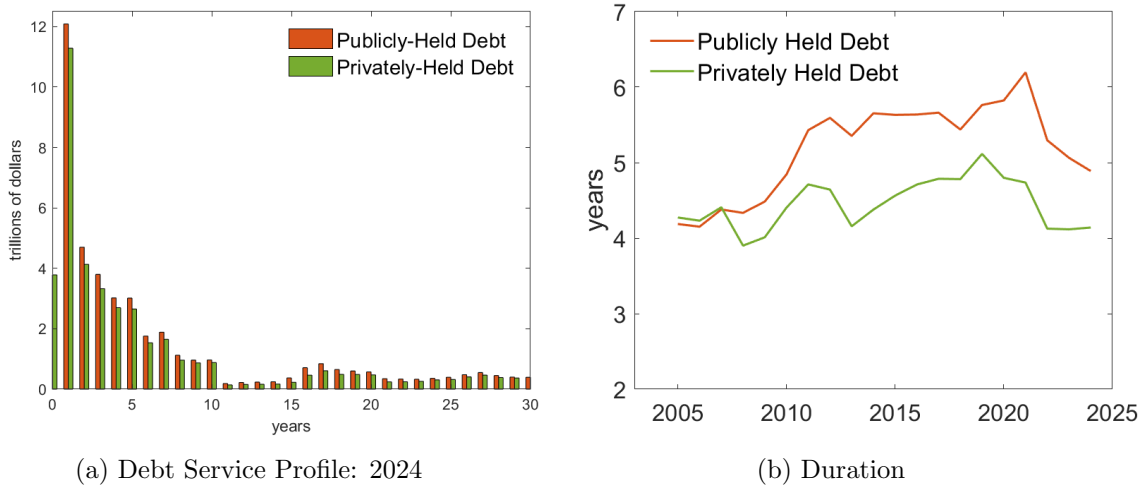 12
10
8
6
4
2
0
trillions of dollars
Publicly-Held Debt
Privately-Held Debt
0 5 10 15 20 25 30
years
(a) Debt Service Profile: 2024
7
6
5
4
3
2
years
Publicly Held Debt
Privately Held Debt
2005 2010 2015 2020 2025
(b) Duration